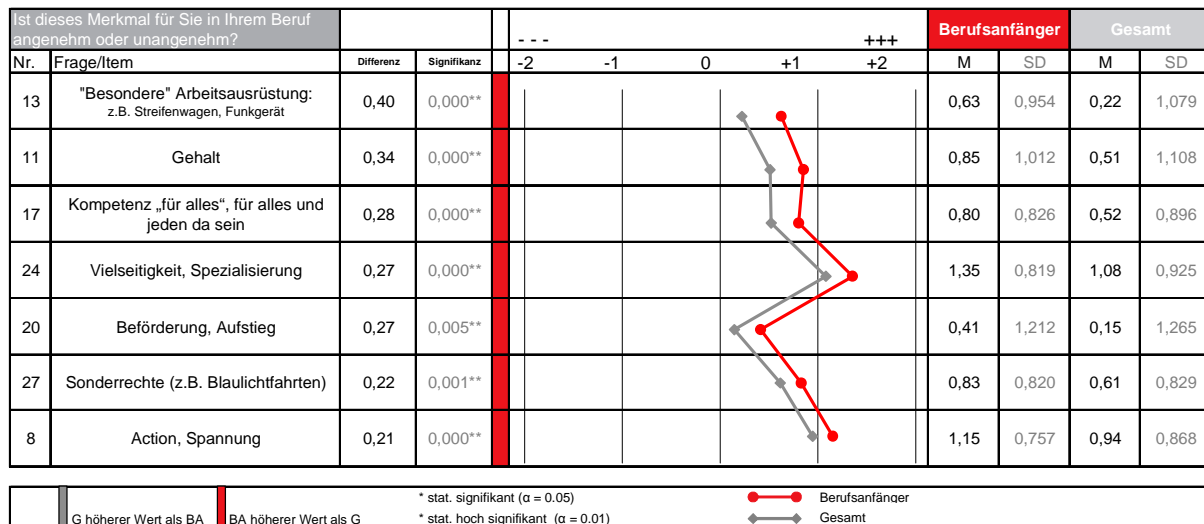 Ist dieses Merkmal für Sie in Ihrem Beruf
angenehm oder unangenehm?
- - -
+++
Berufsanfänger
Gesamt
Nr. Frage/Item Differenz Signifikanz -2 -1 0 +1 +2 M SD M SD
13 "Besondere" Arbeitsausrüstung:
z.B. Streifenwagen, Funkgerät
0,40 0,000** 0,63 0,954 0,22 1,079
11 Gehalt 0,34 0,000** 0,85 1,012 0,51 1,108
17 Kompetenz „für alles“, für alles und
jeden da sein
0,28 0,000** 0,80 0,826 0,52 0,896
24 Vielseitigkeit, Spezialisierung 0,27 0,000** 1,35 0,819 1,08 0,925
20 Beförderung, Aufstieg 0,27 0,005** 0,41 1,212 0,15 1,265
27 Sonderrechte (z.B. Blaulichtfahrten) 0,22 0,001** 0,83 0,820 0,61 0,829
8 Action, Spannung 0,21 0,000** 1,15 0,757 0,94 0,868
G höherer Wert als BA
BA höherer Wert als G
* stat. signifikant (α = 0.05)
* stat. hoch signifikant (α = 0.01)
Berufsanfänger
Gesamt